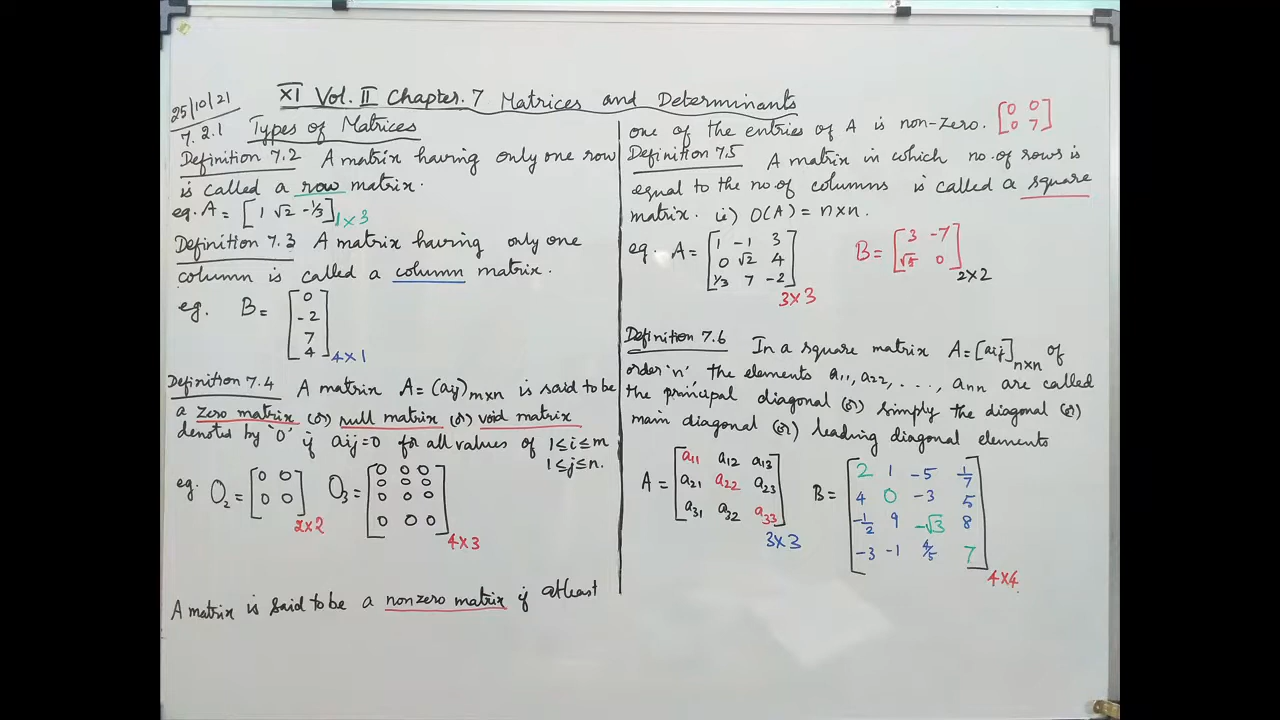 25/10/21
XI Vol. II Chapter. 7 Matrices and Determinants
7.2.1 Types of Matrices
Definition 7.2 A matrix having only one row
is called a row matrix.
eg. A = [1 √2 -1/3] 1×3
Definition 7.3 A matrix having only one
column is called a column matrix.
eg. B = [0
-2
7
4] 4×1
Definition 7.4 A matrix A = (aij)m×n is said to be
a zero matrix (or) null matrix (or) void matrix
denoted by 'O' if aij=0 for all values of 1≤i≤m
1≤j≤n.
eg. O2 = [0 0
0 0] 2×2
O3 = [0 0 0
0 0 0
0 0 0
0 0 0] 4×3
A matrix is said to be a nonzero matrix if atleast
one of the entries of A is non-zero. [0 0
0 7]
Definition 7.5 A matrix in which no. of rows is
equal to the no. of columns is called a square
matrix. ie) O(A) = n×n.
eg. A = [1 -1 3
0 √2 4
1/3 7 -2] 3×3
B = [3 -7
√5 0] 2×2
Definition 7.6 In a square matrix A = [aij]n×n of
order 'n' the elements a11, a22, . . . ., ann are called
the principal diagonal (or) simply the diagonal (or)
main diagonal (or) leading diagonal elements
A = [a11 a12 a13
a21 a22 a23
a31 a32 a33] 3×3
B = [2 1 -5 1/7
4 0 -3 5
-1/2 9 -√3 8
-3 -1 4/5 7] 4×4